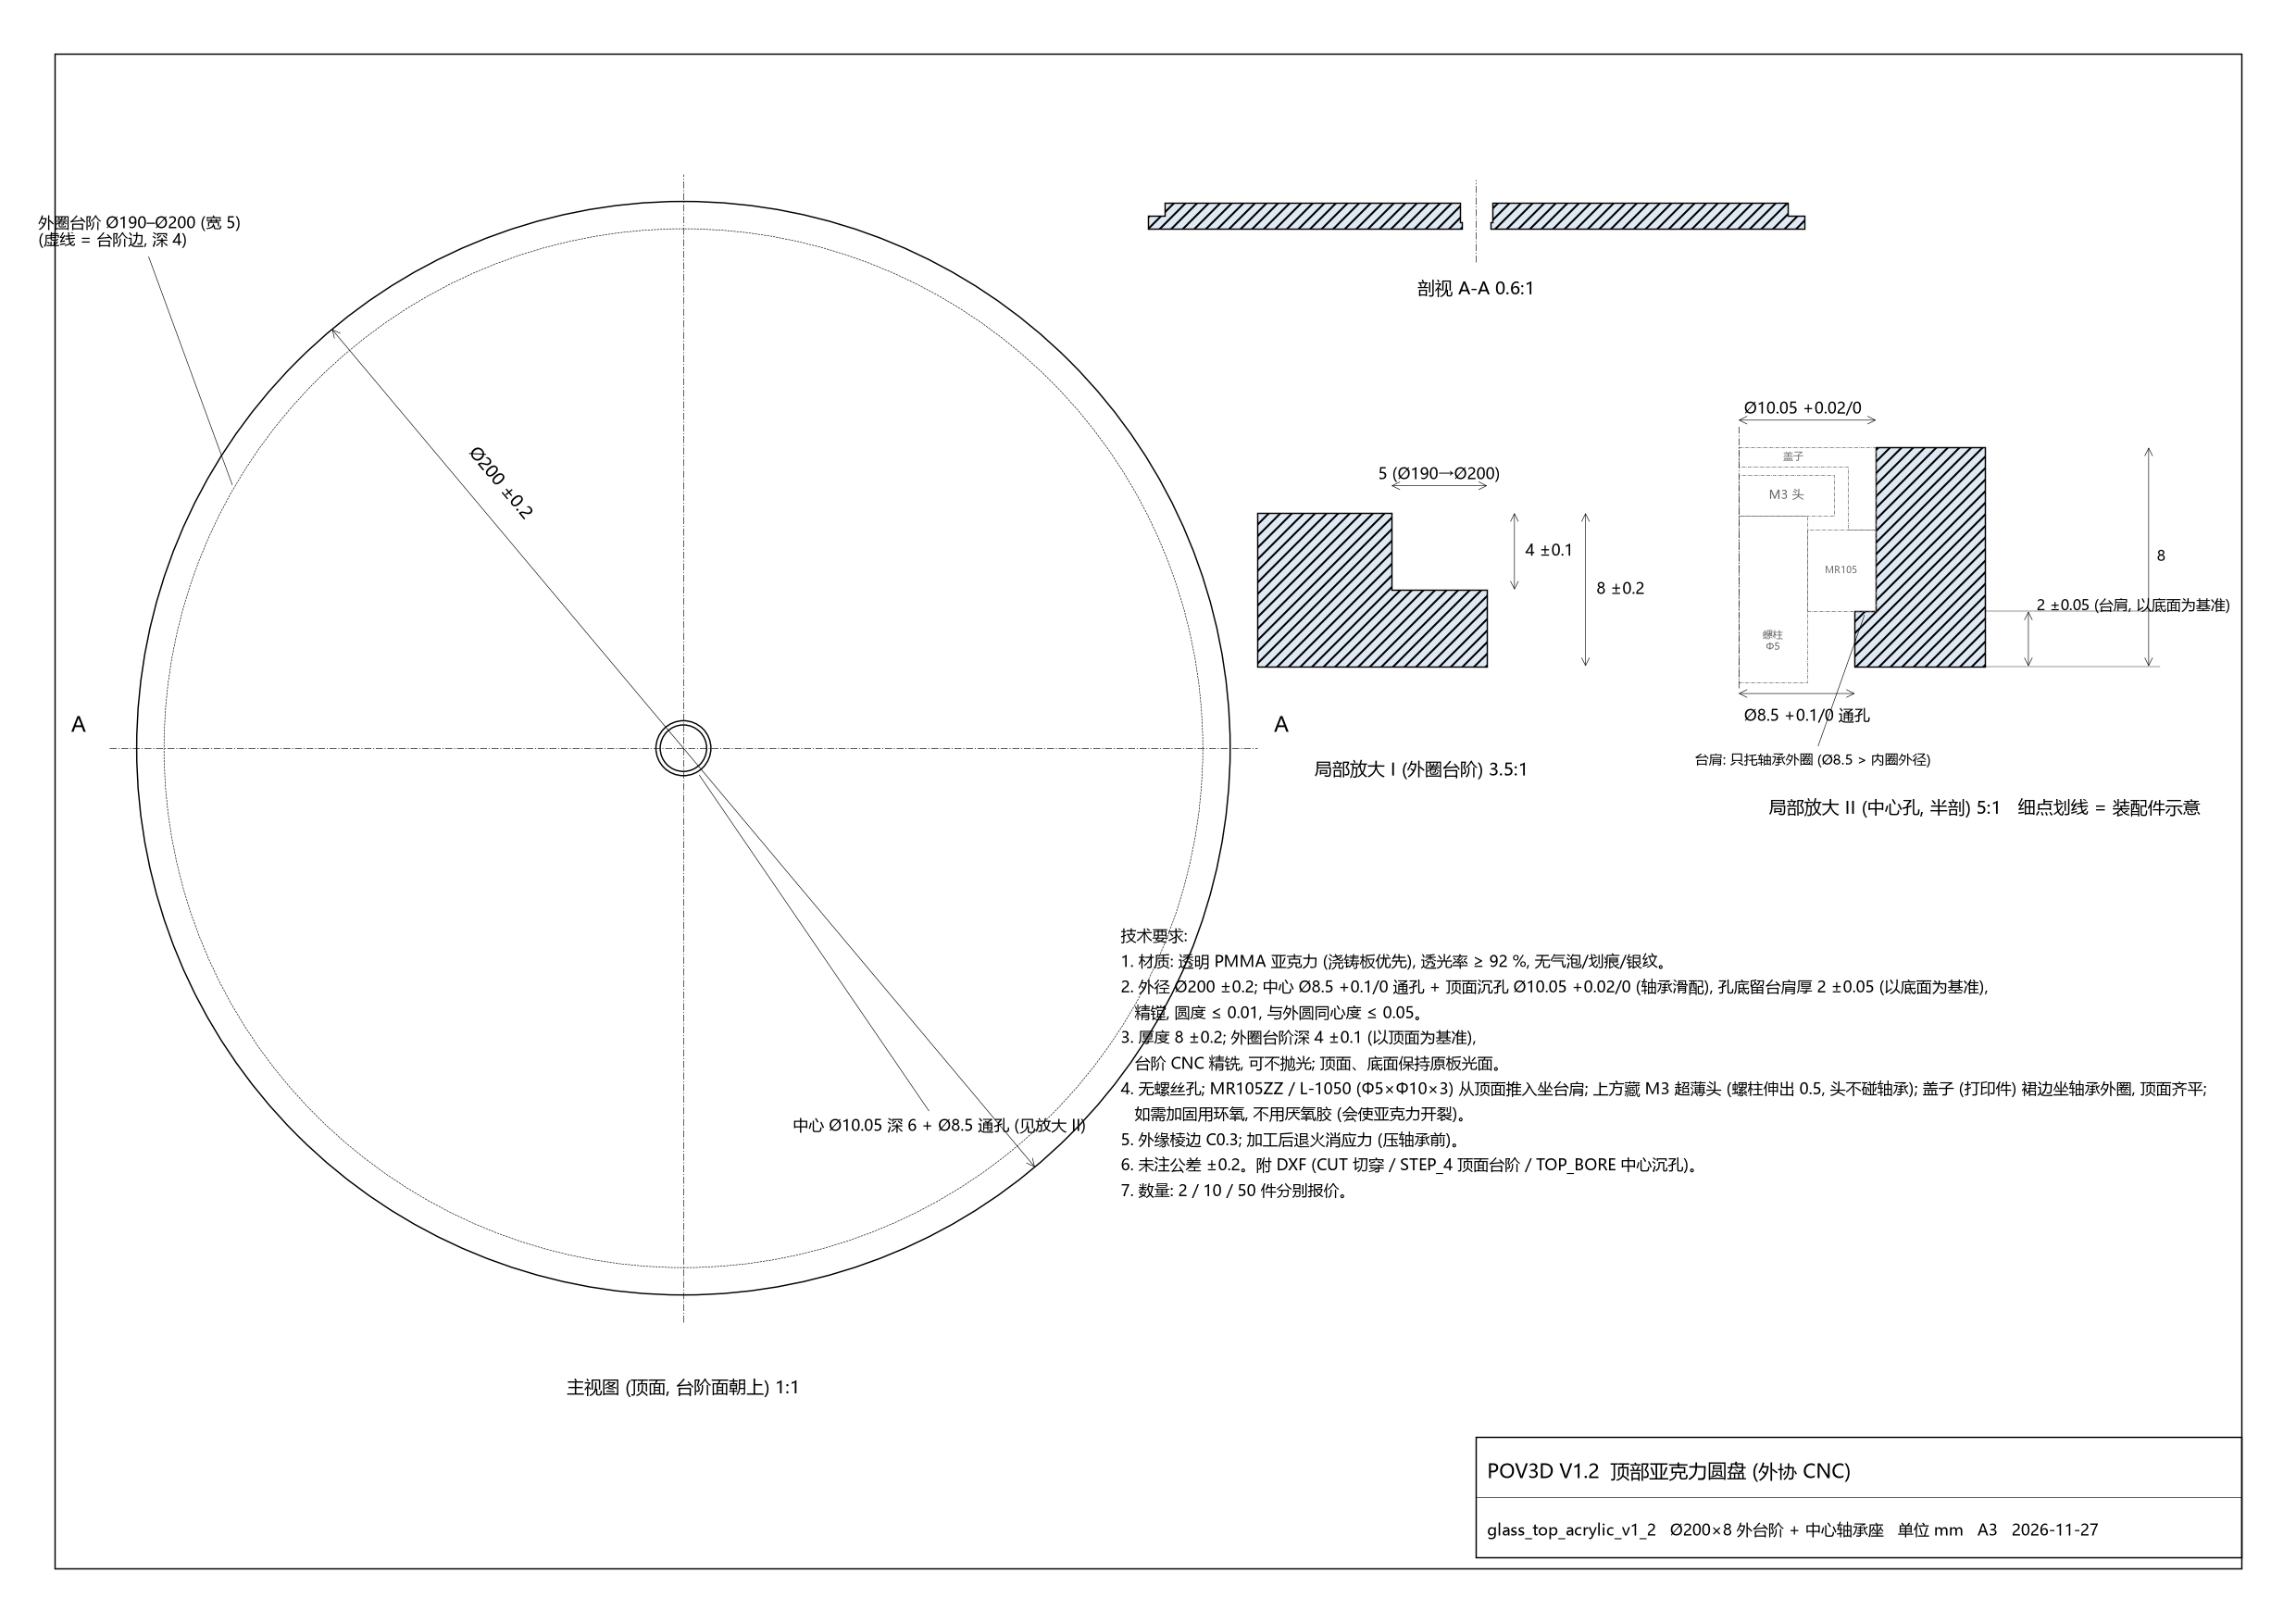 外圈台阶 Ø190–Ø200 (宽 5)
(虚线 = 台阶边, 深 4)
Ø200 ±0.2
A
A
中心 Ø10.05 深 6 + Ø8.5 通孔 (见放大 II)
主视图 (顶面, 台阶面朝上) 1:1
剖视 A-A 0.6:1
5 (Ø190→Ø200)
4 ±0.1
8 ±0.2
局部放大 I (外圈台阶) 3.5:1
Ø10.05 +0.02/0
盖子
M3 头
MR105
螺柱
Φ5
8
2 ±0.05 (台肩, 以底面为基准)
Ø8.5 +0.1/0 通孔
台肩: 只托轴承外圈 (Ø8.5 > 内圈外径)
局部放大 II (中心孔, 半剖) 5:1 细点划线 = 装配件示意
技术要求:
1. 材质: 透明 PMMA 亚克力 (浇铸板优先), 透光率 ≥ 92 %, 无气泡/划痕/银纹。
2. 外径 Ø200 ±0.2; 中心 Ø8.5 +0.1/0 通孔 + 顶面沉孔 Ø10.05 +0.02/0 (轴承滑配), 孔底留台肩厚 2 ±0.05 (以底面为基准),
精镗, 圆度 ≤ 0.01, 与外圆同心度 ≤ 0.05。
3. 厚度 8 ±0.2; 外圈台阶深 4 ±0.1 (以顶面为基准),
台阶 CNC 精铣, 可不抛光; 顶面、底面保持原板光面。
4. 无螺丝孔; MR105ZZ / L-1050 (Φ5×Φ10×3) 从顶面推入坐台肩; 上方藏 M3 超薄头 (螺柱伸出 0.5, 头不碰轴承); 盖子 (打印件) 裙边坐轴承外圈, 顶面齐平;
如需加固用环氧, 不用厌氧胶 (会使亚克力开裂)。
5. 外缘棱边 C0.3; 加工后退火消应力 (压轴承前)。
6. 未注公差 ±0.2。附 DXF (CUT 切穿 / STEP_4 顶面台阶 / TOP_BORE 中心沉孔)。
7. 数量: 2 / 10 / 50 件分别报价。
POV3D V1.2 顶部亚克力圆盘 (外协 CNC)
glass_top_acrylic_v1_2 Ø200×8 外台阶 + 中心轴承座 单位 mm A3 2026-11-27